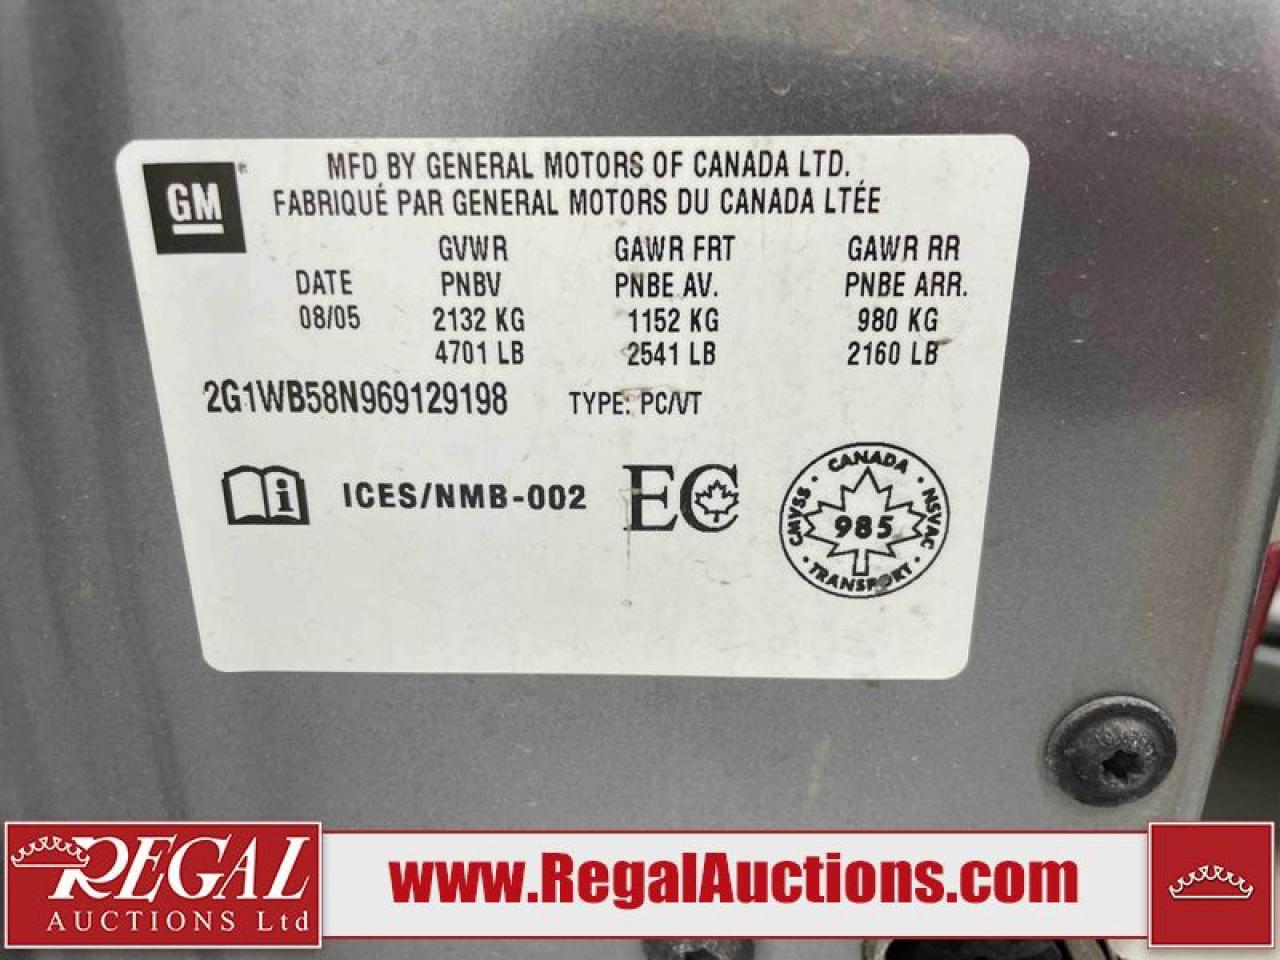 GM
MFD BY GENERAL MOTORS OF CANADA LTD.
FABRIQUÉ PAR GENERAL MOTORS DU CANADA LTÉE
GVWR GAWR FRT GAWR RR
DATE PNBV PNBE AV. PNBE ARR.
08/05 2132 KG 1152 KG 980 KG
4701 LB 2541 LB 2160 LB
2G1WB58N969129198 TYPE: PC/VT
i ICES/NMB-002 EC
CANADA
CMVSS 985 NSVAC
TRANSPORT
REGAL
AUCTIONS Ltd
www.RegalAuctions.com